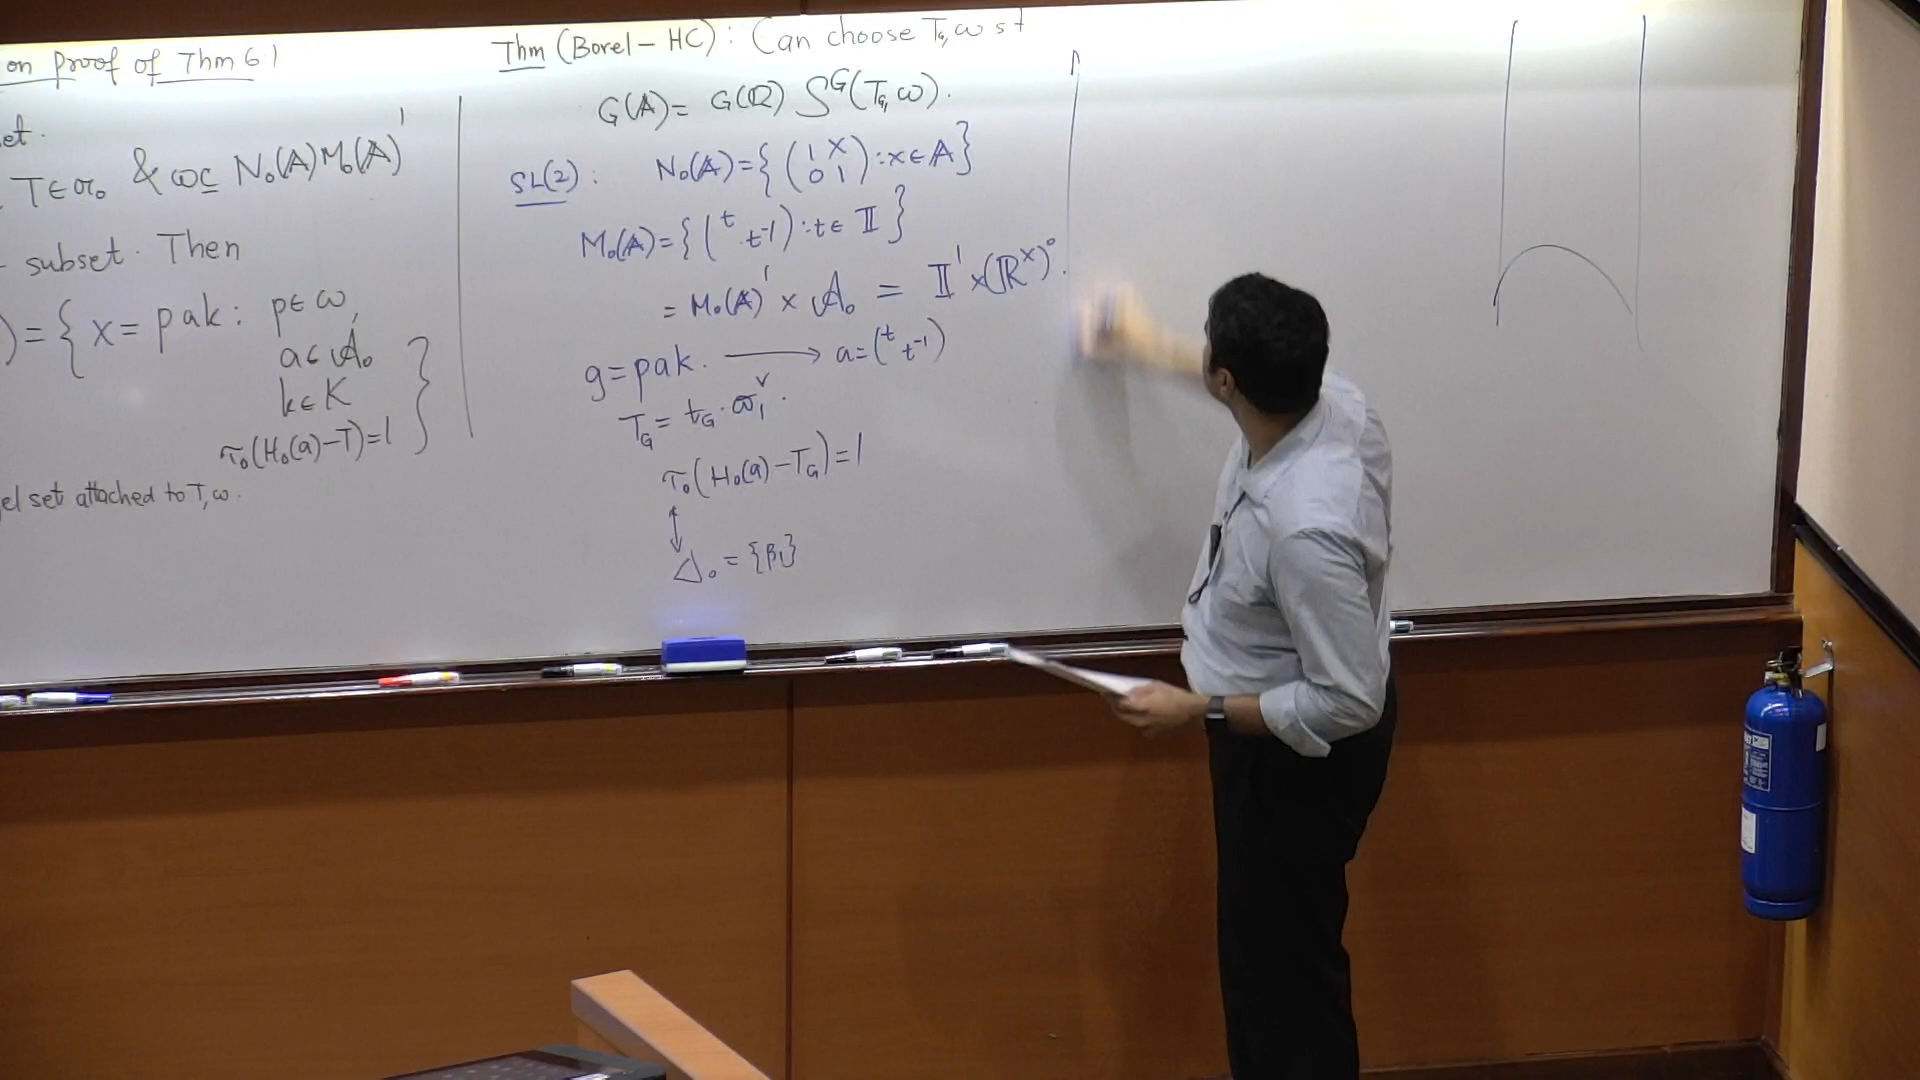 on proof of Thm 6.1
et.
T ∈ 𝔞₀ & ω ⊆ N₀(𝔸)M₀(𝔸)¹
subset. Then
) = { x = pak : p ∈ ω,
a ∈ 𝒜₀
k ∈ K
τ₀(H₀(a)-T)=1 }
el set attached to T, ω.
Thm (Borel-HC): Can choose T_G, ω st
G(𝔸) = G(ℚ) S^G(T_G, ω).
SL(2): N₀(𝔸) = { (1 x
0 1) : x ∈ 𝔸 }
M₀(𝔸) = { (t
t⁻¹) : t ∈ 𝕀 }
= M₀(𝔸)¹ × 𝒜₀ = 𝕀¹ × (ℝ^×)°.
g = pak. ⟶ a = (t
t⁻¹)
T_G = t_G · ϖ₁^∨.
τ₀(H₀(a)-T_G)=1
↕
Δ₀ = {β₁}